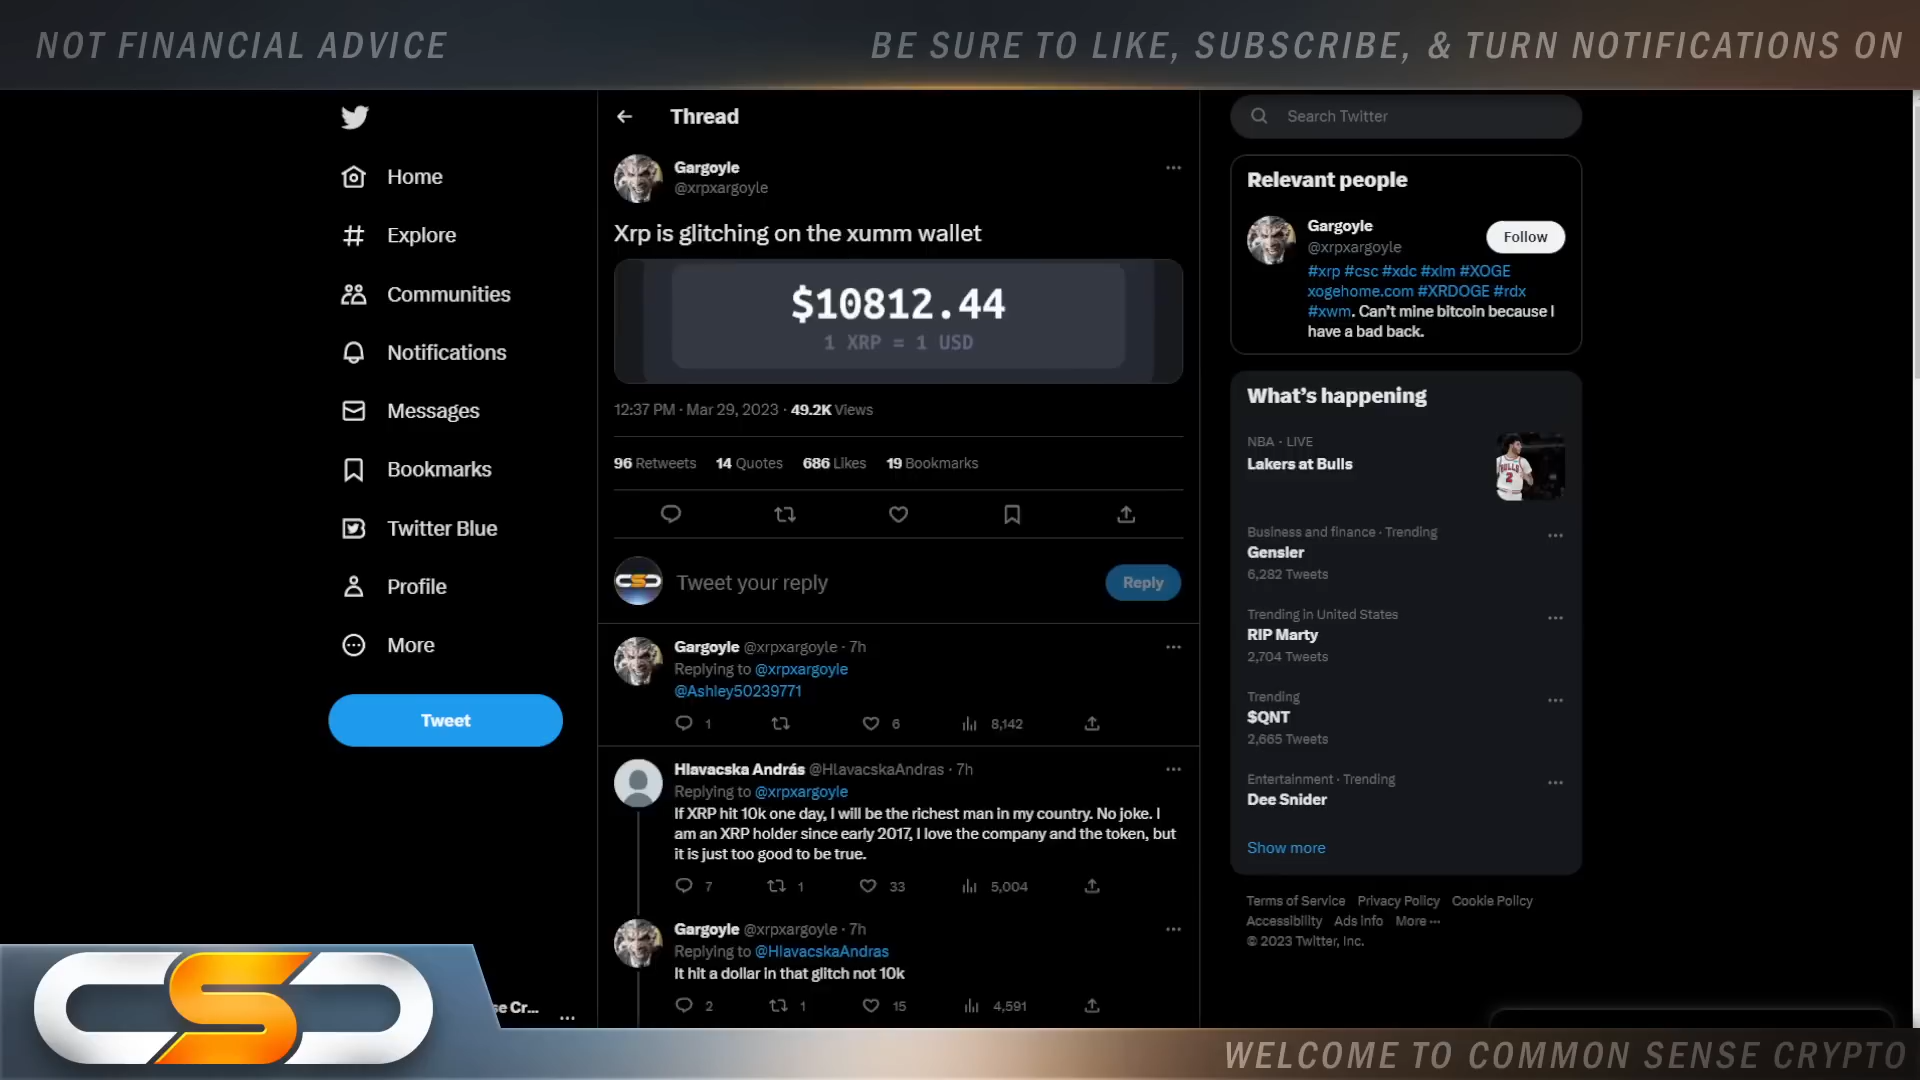 NOT FINANCIAL ADVICE
BE SURE TO LIKE, SUBSCRIBE, & TURN NOTIFICATIONS ON
Home
Explore
Communities
Notifications
Messages
Bookmarks
Twitter Blue
Profile
More
Tweet
se Cr...
Thread
Gargoyle
@xrpxargoyle
Xrp is glitching on the xumm wallet
$10812.44
1 XRP = 1 USD
12:37 PM · Mar 29, 2023 · 49.2K Views
96 Retweets 14 Quotes 686 Likes 19 Bookmarks
CSC
Tweet your reply
Reply
Gargoyle @xrpxargoyle · 7h
Replying to @xrpxargoyle
@Ashley50239771
1 6 8,142
Hlavacska András @HlavacskaAndras · 7h
Replying to @xrpxargoyle
If XRP hit 10k one day, I will be the richest man in my country. No joke. I
am an XRP holder since early 2017, I love the company and the token, but
it is just too good to be true.
7 1 33 5,004
Gargoyle @xrpxargoyle · 7h
Replying to @HlavacskaAndras
It hit a dollar in that glitch not 10k
2 1 15 4,591
Search Twitter
Relevant people
Gargoyle
@xrpxargoyle
Follow
#xrp #csc #xdc #xlm #XOGE
xogehome.com #XRDOGE #rdx
#xwm. Can't mine bitcoin because I
have a bad back.
What's happening
NBA · LIVE
Lakers at Bulls
BULLS
2
Business and finance · Trending
Gensler
6,282 Tweets
Trending in United States
RIP Marty
2,704 Tweets
Trending
$QNT
2,665 Tweets
Entertainment · Trending
Dee Snider
Show more
Terms of Service Privacy Policy Cookie Policy
Accessibility Ads info More ···
© 2023 Twitter, Inc.
CSC
WELCOME TO COMMON SENSE CRYPTO